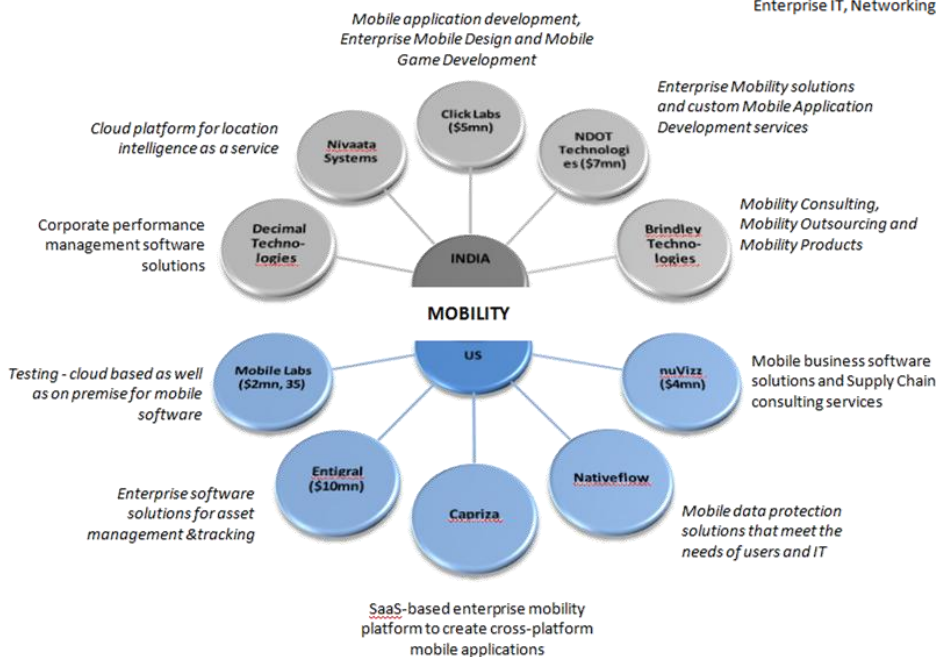 Enterprise IT, Networking
Mobile application development,
Enterprise Mobile Design and Mobile
Game Development
Click Labs
($5mn)
Enterprise Mobility solutions
and custom Mobile Application
Development services
NDOT
Technologi
es ($7mn)
Cloud platform for location
intelligence as a service
Nivaata
Systems
Corporate performance
management software
solutions
Decimal
Techno-
logies
Mobility Consulting,
Mobility Outsourcing and
Mobility Products
Brindley
Techno-
logies
INDIA
MOBILITY
US
Testing - cloud based as well
as on premise for mobile
software
Mobile Labs
($2mn, 35)
nuVizz
($4mn)
Mobile business software
solutions and Supply Chain
consulting services
Enterprise software
solutions for asset
management &tracking
Entigral
($10mn)
Capriza
Nativeflow
Mobile data protection
solutions that meet the
needs of users and IT
SaaS-based enterprise mobility
platform to create cross-platform
mobile applications